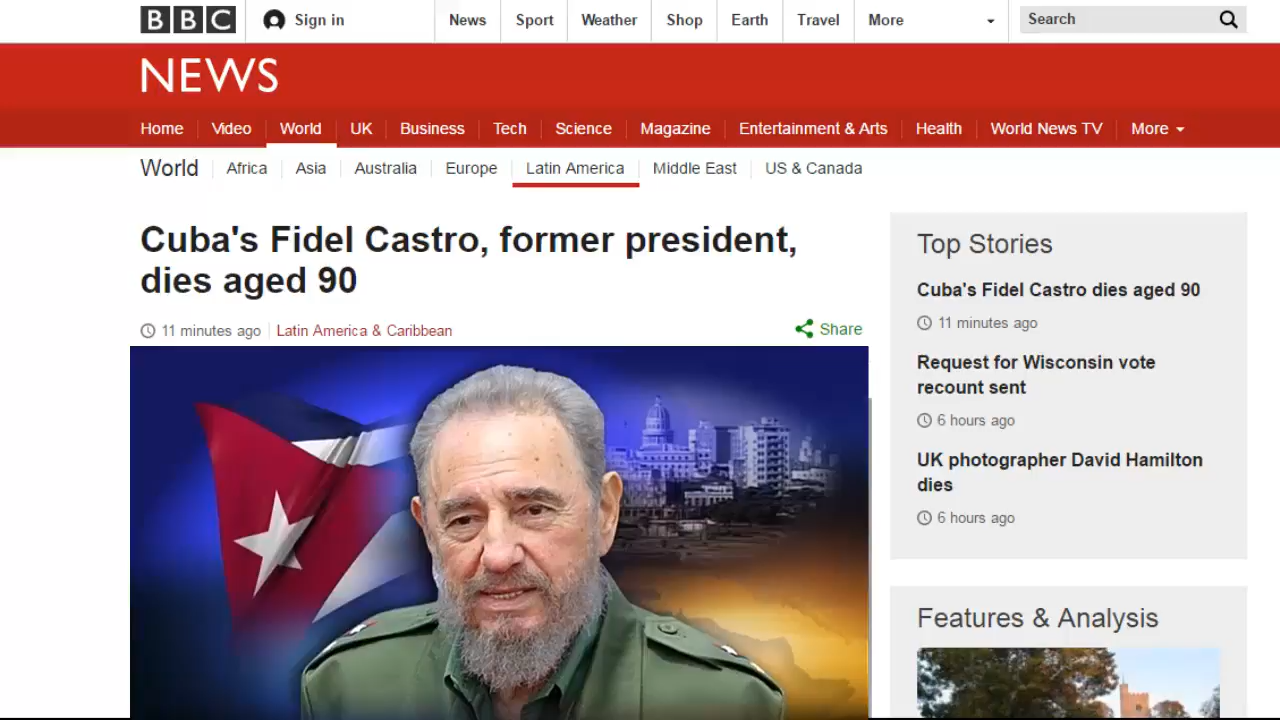 BBC
Sign in
News
Sport
Weather
Shop
Earth
Travel
More
Search
NEWS
Home
Video
World
UK
Business
Tech
Science
Magazine
Entertainment & Arts
Health
World News TV
More
World
Africa
Asia
Australia
Europe
Latin America
Middle East
US & Canada
Cuba's Fidel Castro, former president,
dies aged 90
11 minutes ago
Latin America & Caribbean
Share
Top Stories
Cuba's Fidel Castro dies aged 90
11 minutes ago
Request for Wisconsin vote
recount sent
6 hours ago
UK photographer David Hamilton
dies
6 hours ago
Features & Analysis